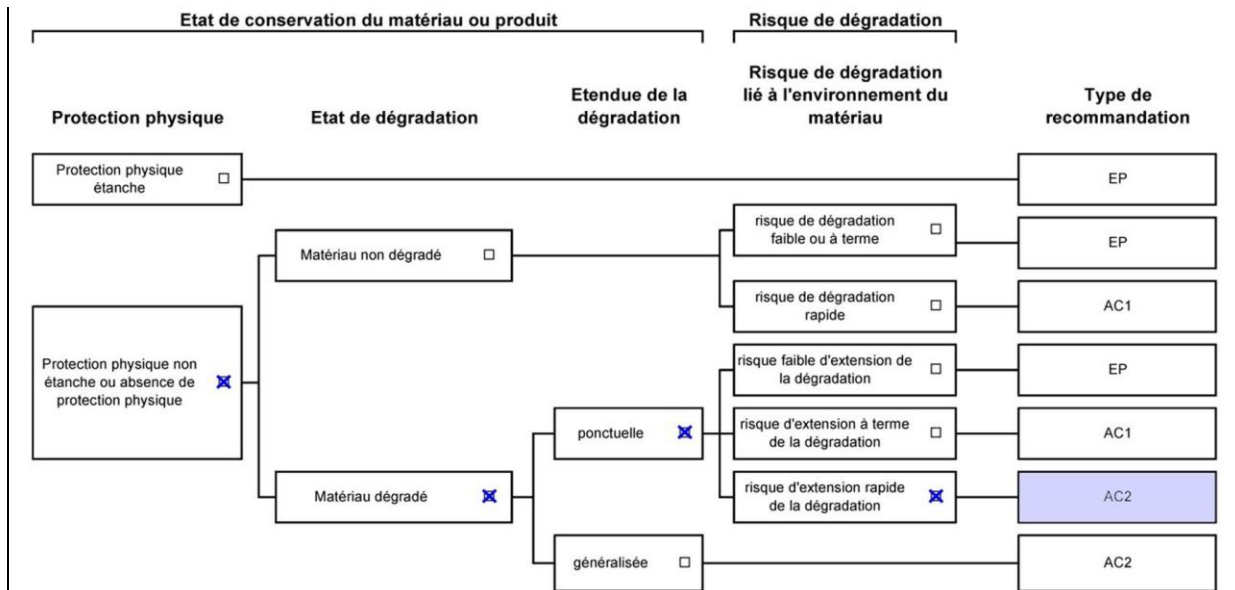 Etat de conservation du matériau ou produit
Risque de dégradation
Protection physique
Etat de dégradation
Etendue de la
dégradation
Risque de dégradation
lié à l'environnement du
matériau
Type de
recommandation
Protection physique
étanche
EP
Matériau non dégradé
risque de dégradation
faible ou à terme
EP
risque de dégradation
rapide
AC1
Protection physique non
étanche ou absence de
protection physique
risque faible d'extension de
la dégradation
EP
ponctuelle
risque d'extension à terme
de la dégradation
AC1
Matériau dégradé
risque d'extension rapide
de la dégradation
AC2
généralisée
AC2